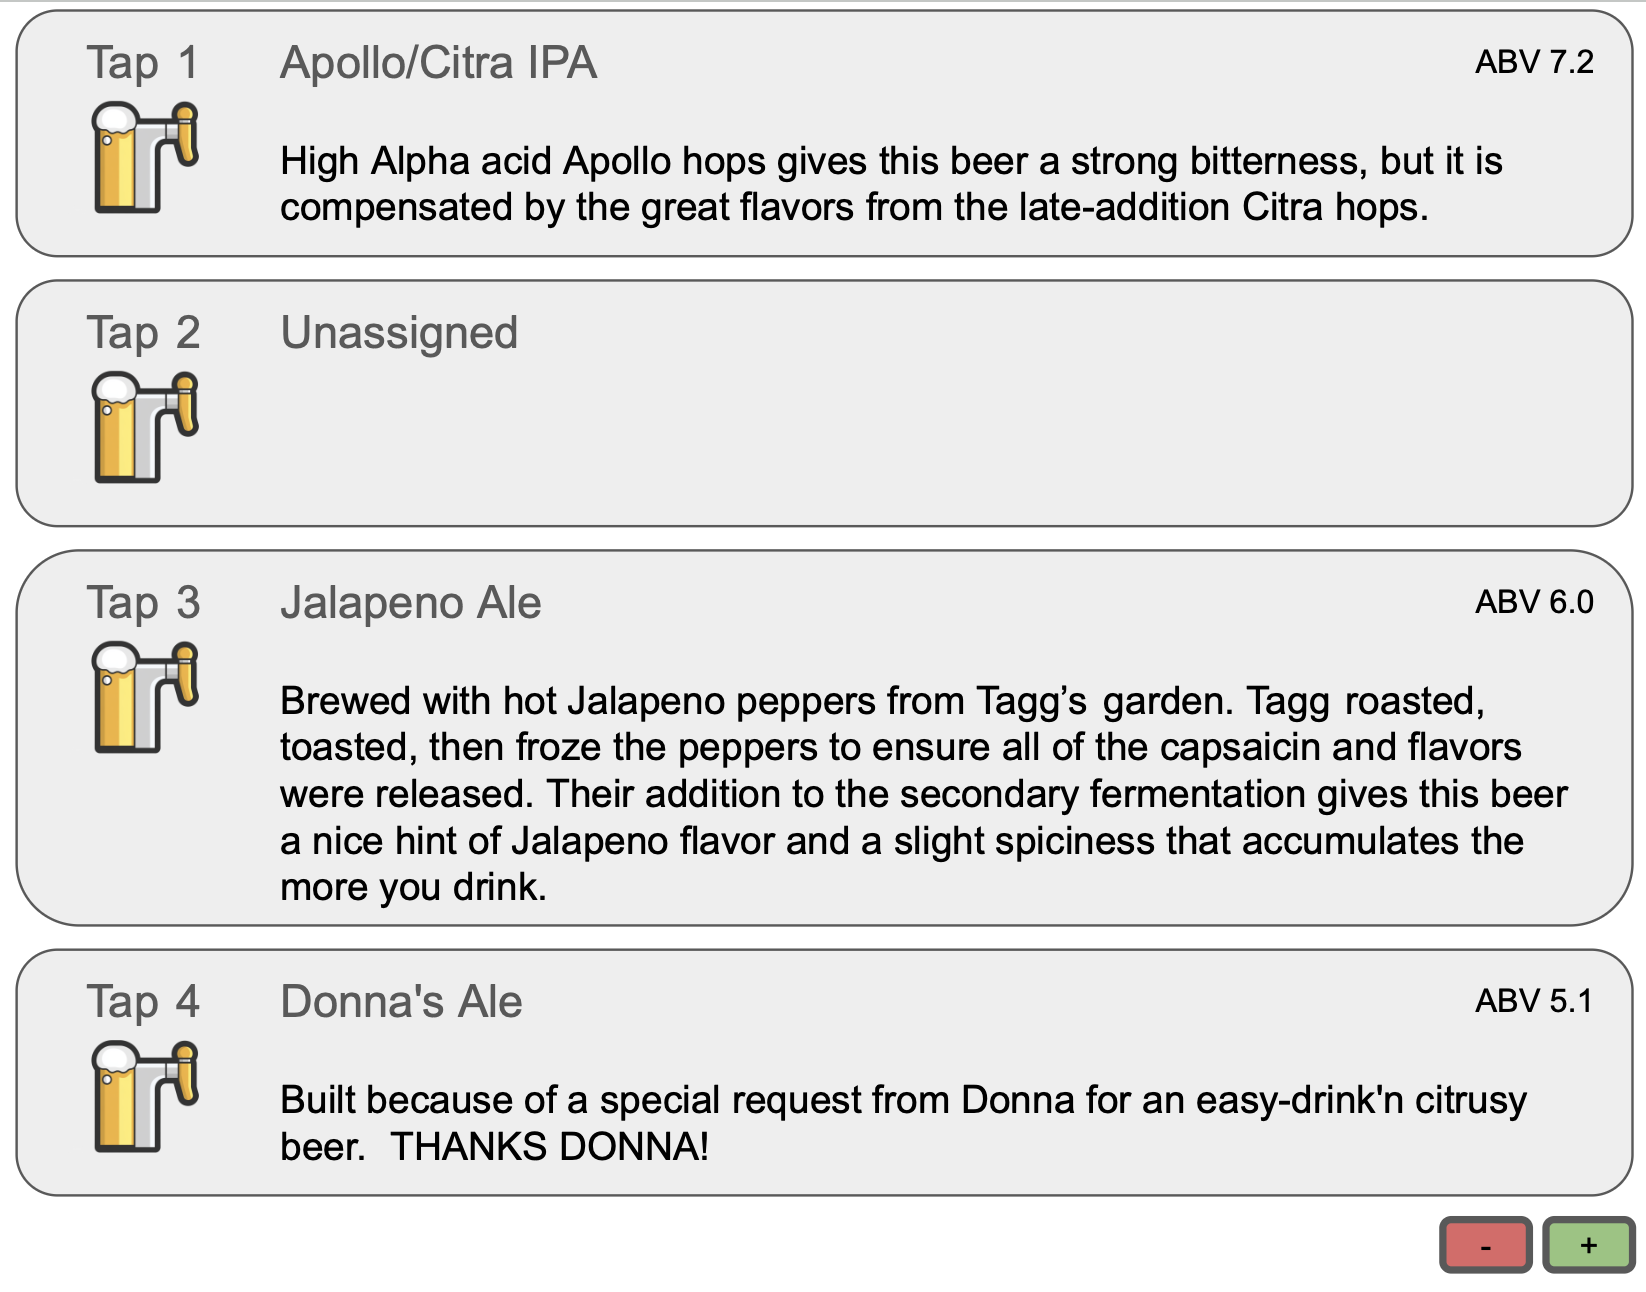 Tap 1 Apollo/Citra IPA ABV 7.2
High Alpha acid Apollo hops gives this beer a strong bitterness, but it is
compensated by the great flavors from the late-addition Citra hops.
Tap 2 Unassigned
Tap 3 Jalapeno Ale ABV 6.0
Brewed with hot Jalapeno peppers from Tagg’s garden. Tagg roasted,
toasted, then froze the peppers to ensure all of the capsaicin and flavors
were released. Their addition to the secondary fermentation gives this beer
a nice hint of Jalapeno flavor and a slight spiciness that accumulates the
more you drink.
Tap 4 Donna's Ale ABV 5.1
Built because of a special request from Donna for an easy-drink'n citrusy
beer.  THANKS DONNA!
- +